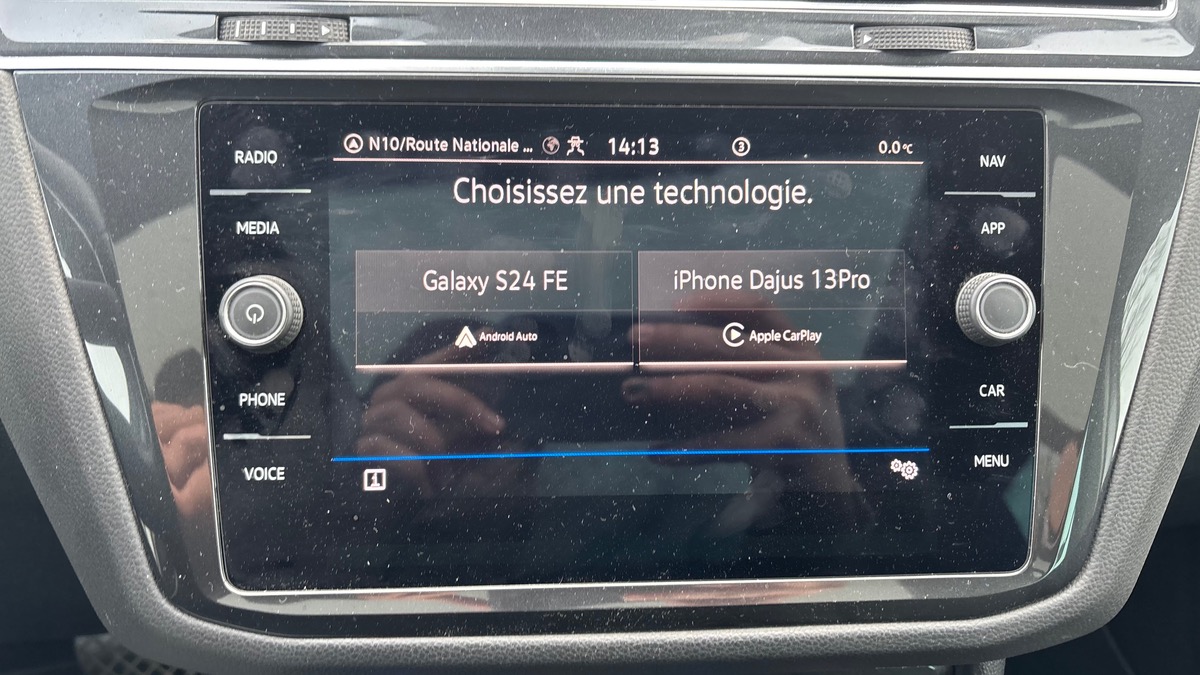 RADIO
MEDIA
PHONE
VOICE
N10/Route Nationale ... 14:13 3 0.0°C
Choisissez une technologie.
Galaxy S24 FE
Android Auto
iPhone Dajus 13Pro
Apple CarPlay
1
NAV
APP
CAR
MENU